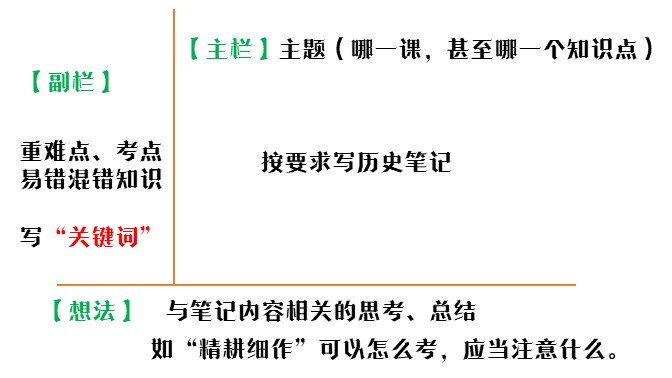 【主栏】主题（哪一课，甚至哪一个知识点）
【副栏】
重难点、考点
易错混错知识
写“关键词”
按要求写历史笔记
【想法】 与笔记内容相关的思考、总结
如“精耕细作”可以怎么考，应当注意什么。